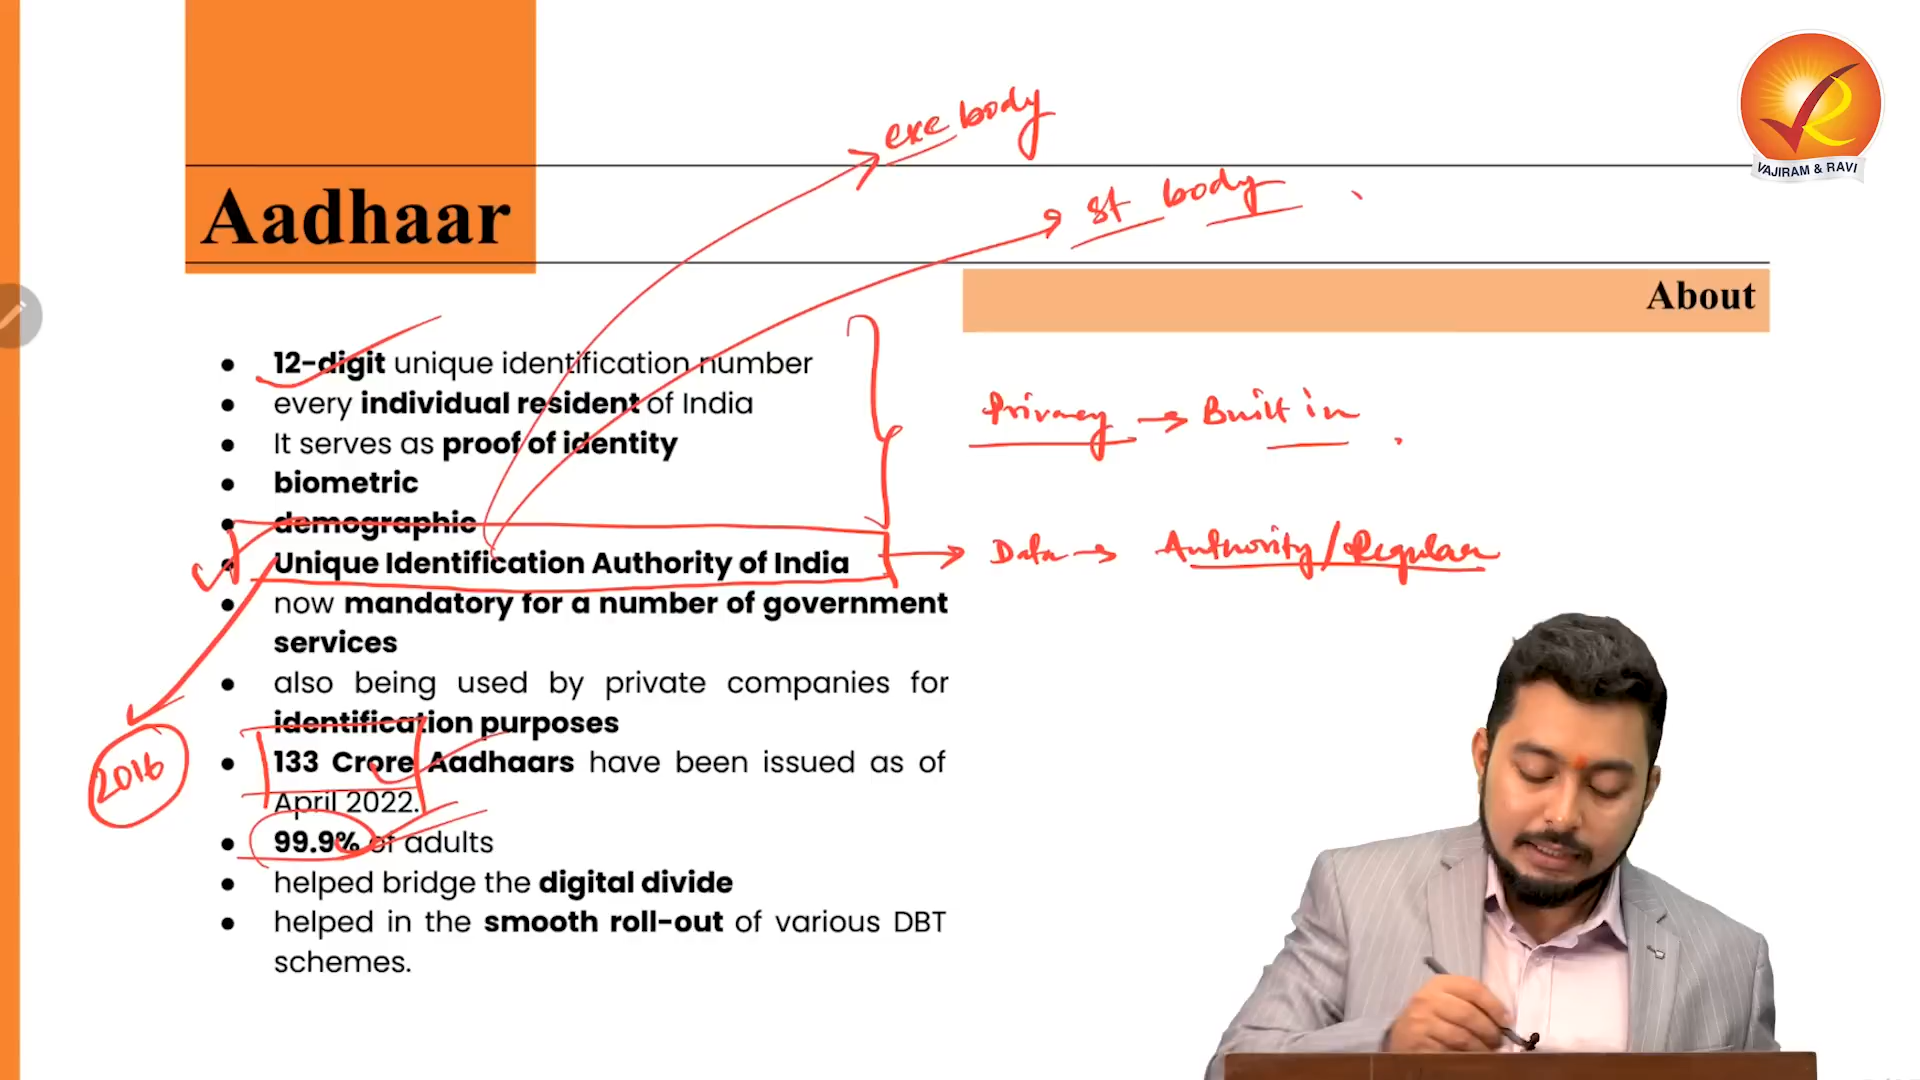 exe body
VAJIRAM & RAVI
st body
Aadhaar
About
● 12-digit unique identification number
● every individual resident of India
● It serves as proof of identity
● biometric
● demographic
● Unique Identification Authority of India
● now mandatory for a number of government
services
● also being used by private companies for
identification purposes
● 133 Crore Aadhaars have been issued as of
April 2022.
● 99.9% of adults
● helped bridge the digital divide
● helped in the smooth roll-out of various DBT
schemes.
Privacy → Built in
Data → Authority/
2016